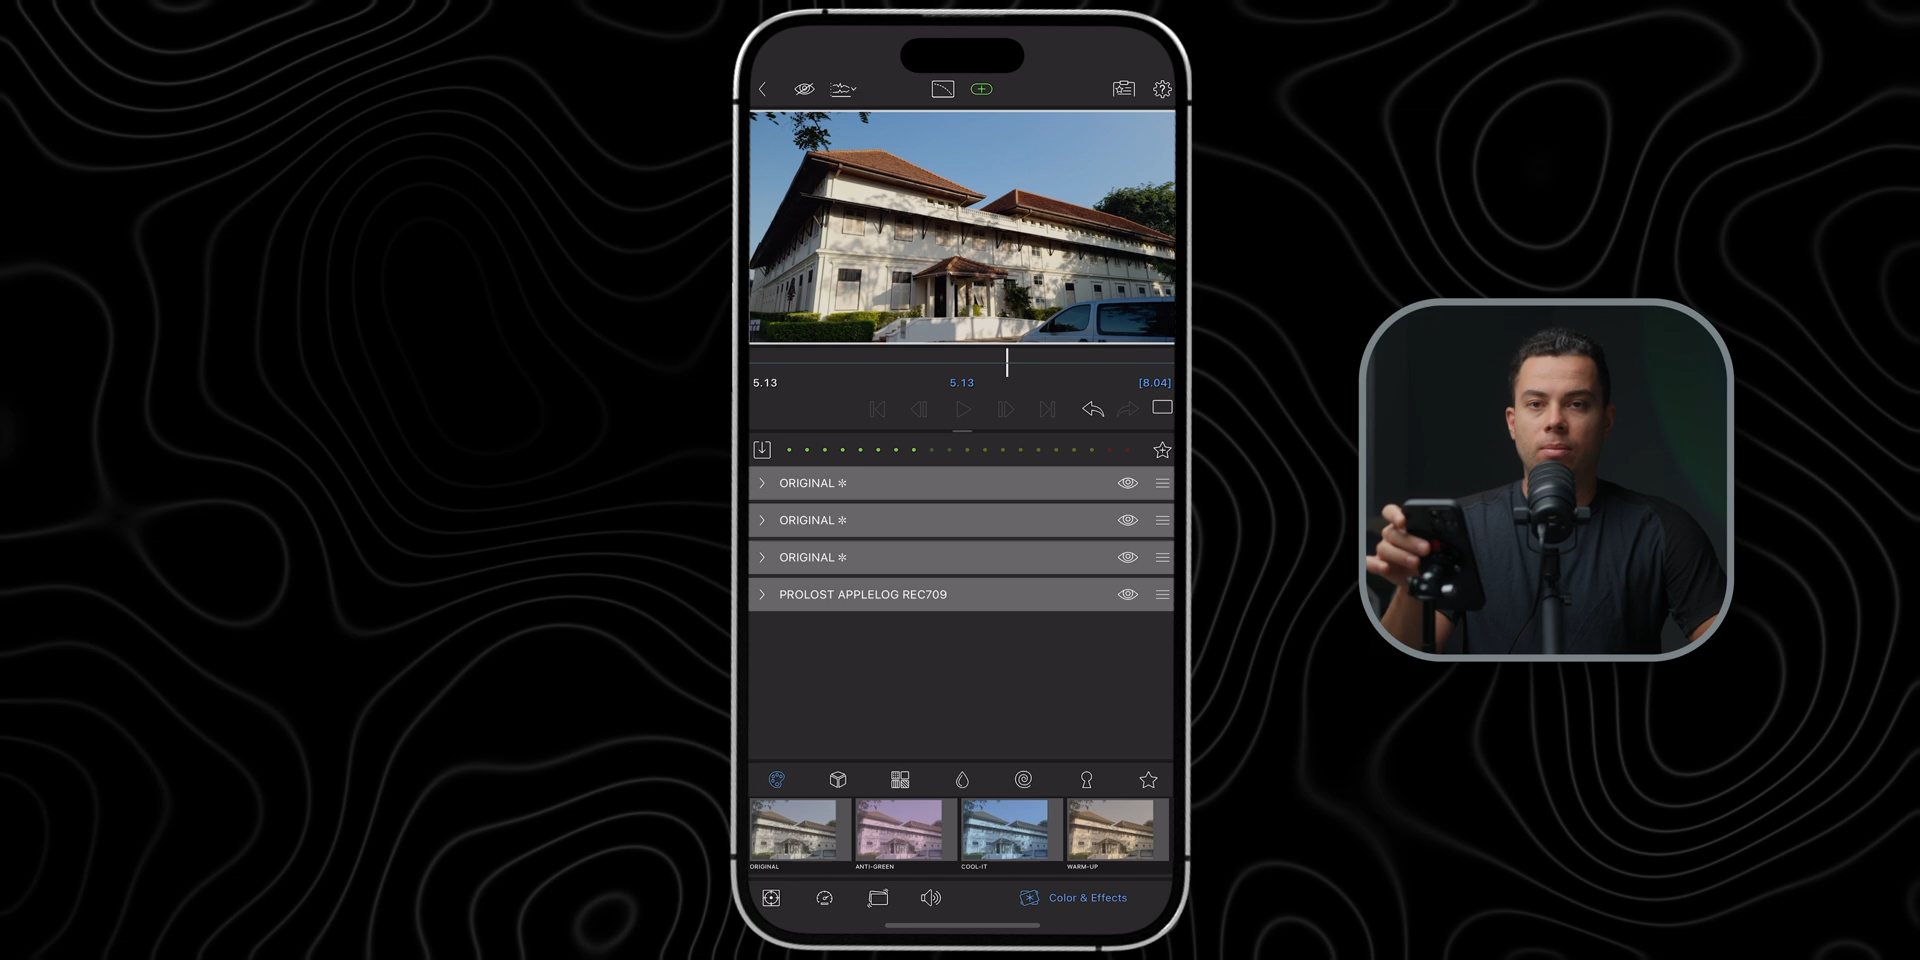 5.13
5.13
[8.04]
ORIGINAL ✲
ORIGINAL ✲
ORIGINAL ✲
PROLOST APPLELOG REC709
ORIGINAL
ANTI-GREEN
COOL-IT
WARM-UP
Color & Effects